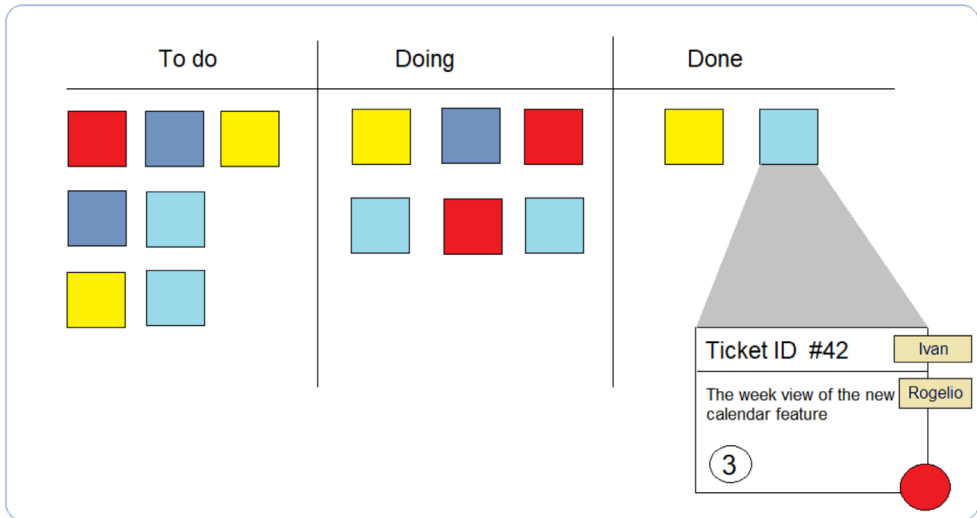 To do
Doing
Done
Ticket ID #42
Ivan
Rogelio
The week view of the new
calendar feature
3